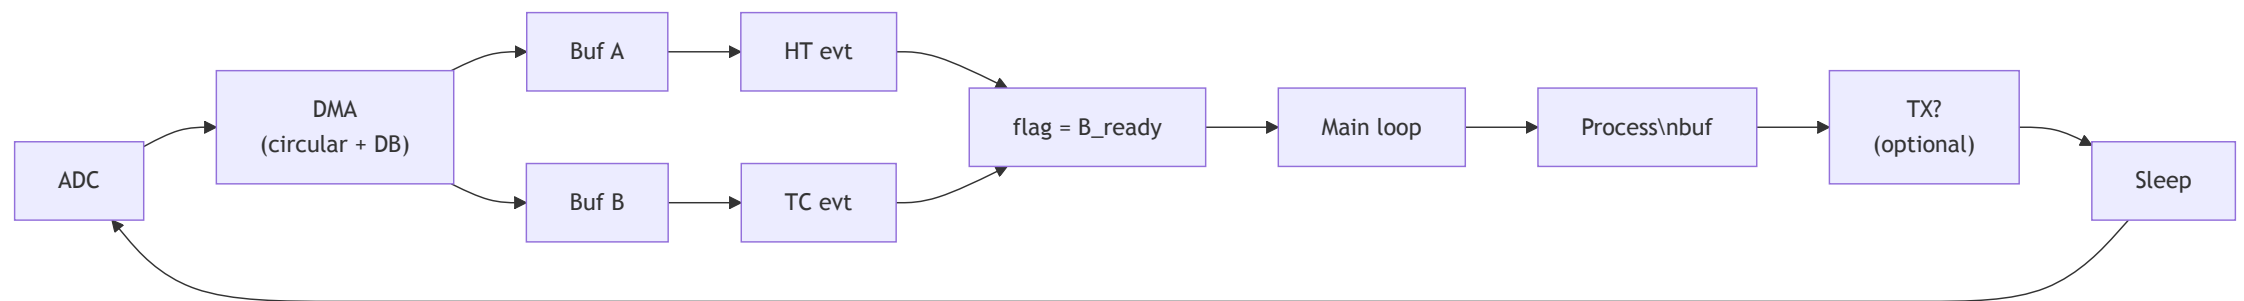 ADC
DMA
(circular + DB)
Buf A
Buf B
HT evt
TC evt
flag = B_ready
Main loop
Process\nbuf
TX?
(optional)
Sleep